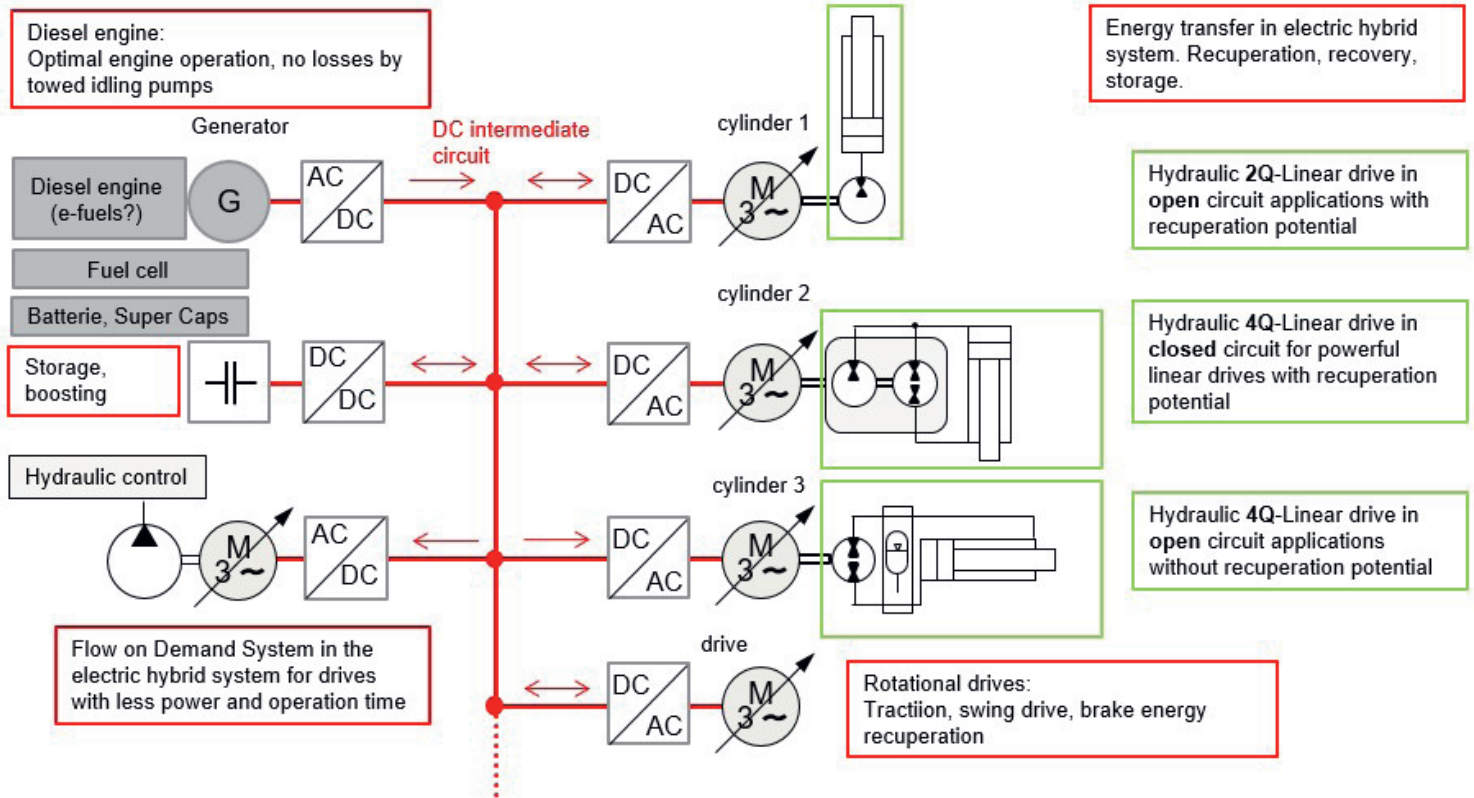 Diesel engine:
Optimal engine operation, no losses by
towed idling pumps
Energy transfer in electric hybrid
system. Recuperation, recovery,
storage.
Generator
DC intermediate
circuit
cylinder 1
Diesel engine
(e-fuels?)
G
AC
DC
DC
AC
M
3 ~
Hydraulic 2Q-Linear drive in
open circuit applications with
recuperation potential
Fuel cell
Batterie, Super Caps
cylinder 2
Storage,
boosting
DC
DC
DC
AC
M
3 ~
Hydraulic 4Q-Linear drive in
closed circuit for powerful
linear drives with recuperation
potential
Hydraulic control
cylinder 3
M
3 ~
AC
DC
DC
AC
M
3 ~
Hydraulic 4Q-Linear drive in
open circuit applications
without recuperation potential
Flow on Demand System in the
electric hybrid system for drives
with less power and operation time
drive
DC
AC
M
3 ~
Rotational drives:
Tractiion, swing drive, brake energy
recuperation